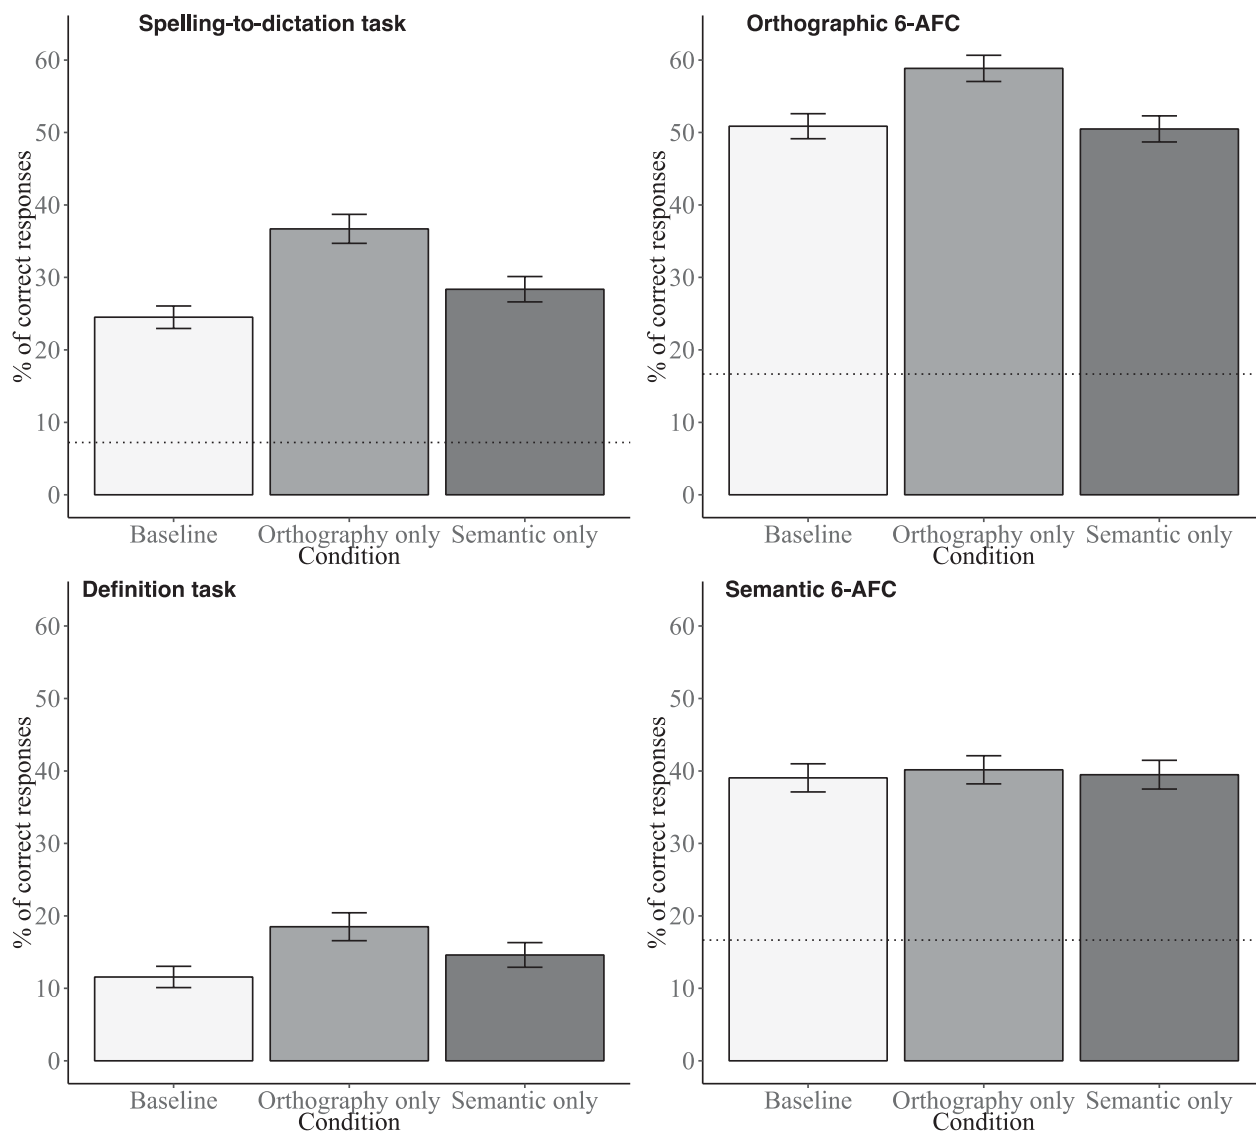 Spelling-to-dictation task
% of correct responses
60
50
40
30
20
10
0
Baseline Orthography only Semantic only
Condition
Orthographic 6-AFC
% of correct responses
60
50
40
30
20
10
0
Baseline Orthography only Semantic only
Condition
Definition task
% of correct responses
60
50
40
30
20
10
0
Baseline Orthography only Semantic only
Condition
Semantic 6-AFC
% of correct responses
60
50
40
30
20
10
0
Baseline Orthography only Semantic only
Condition